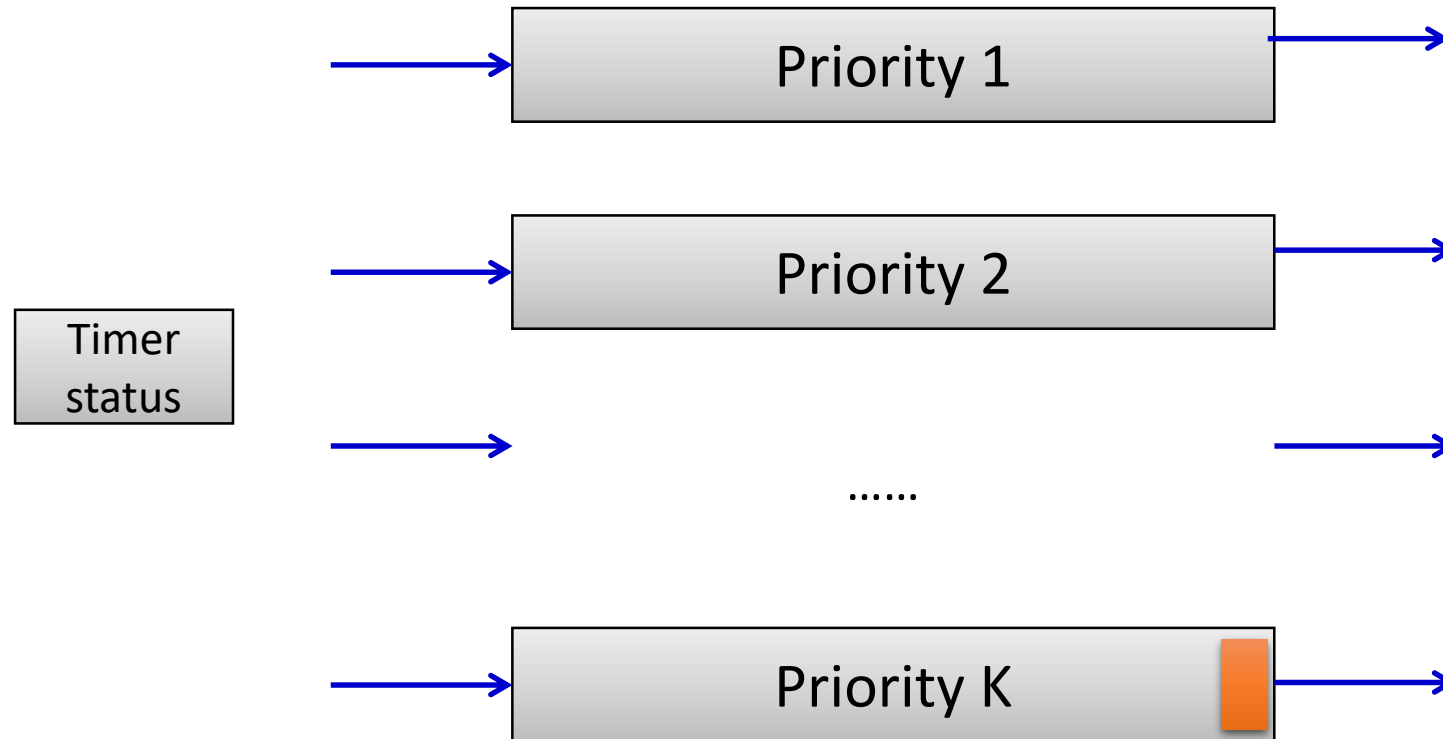 Priority 1
Priority 2
Timer
status
......
Priority K